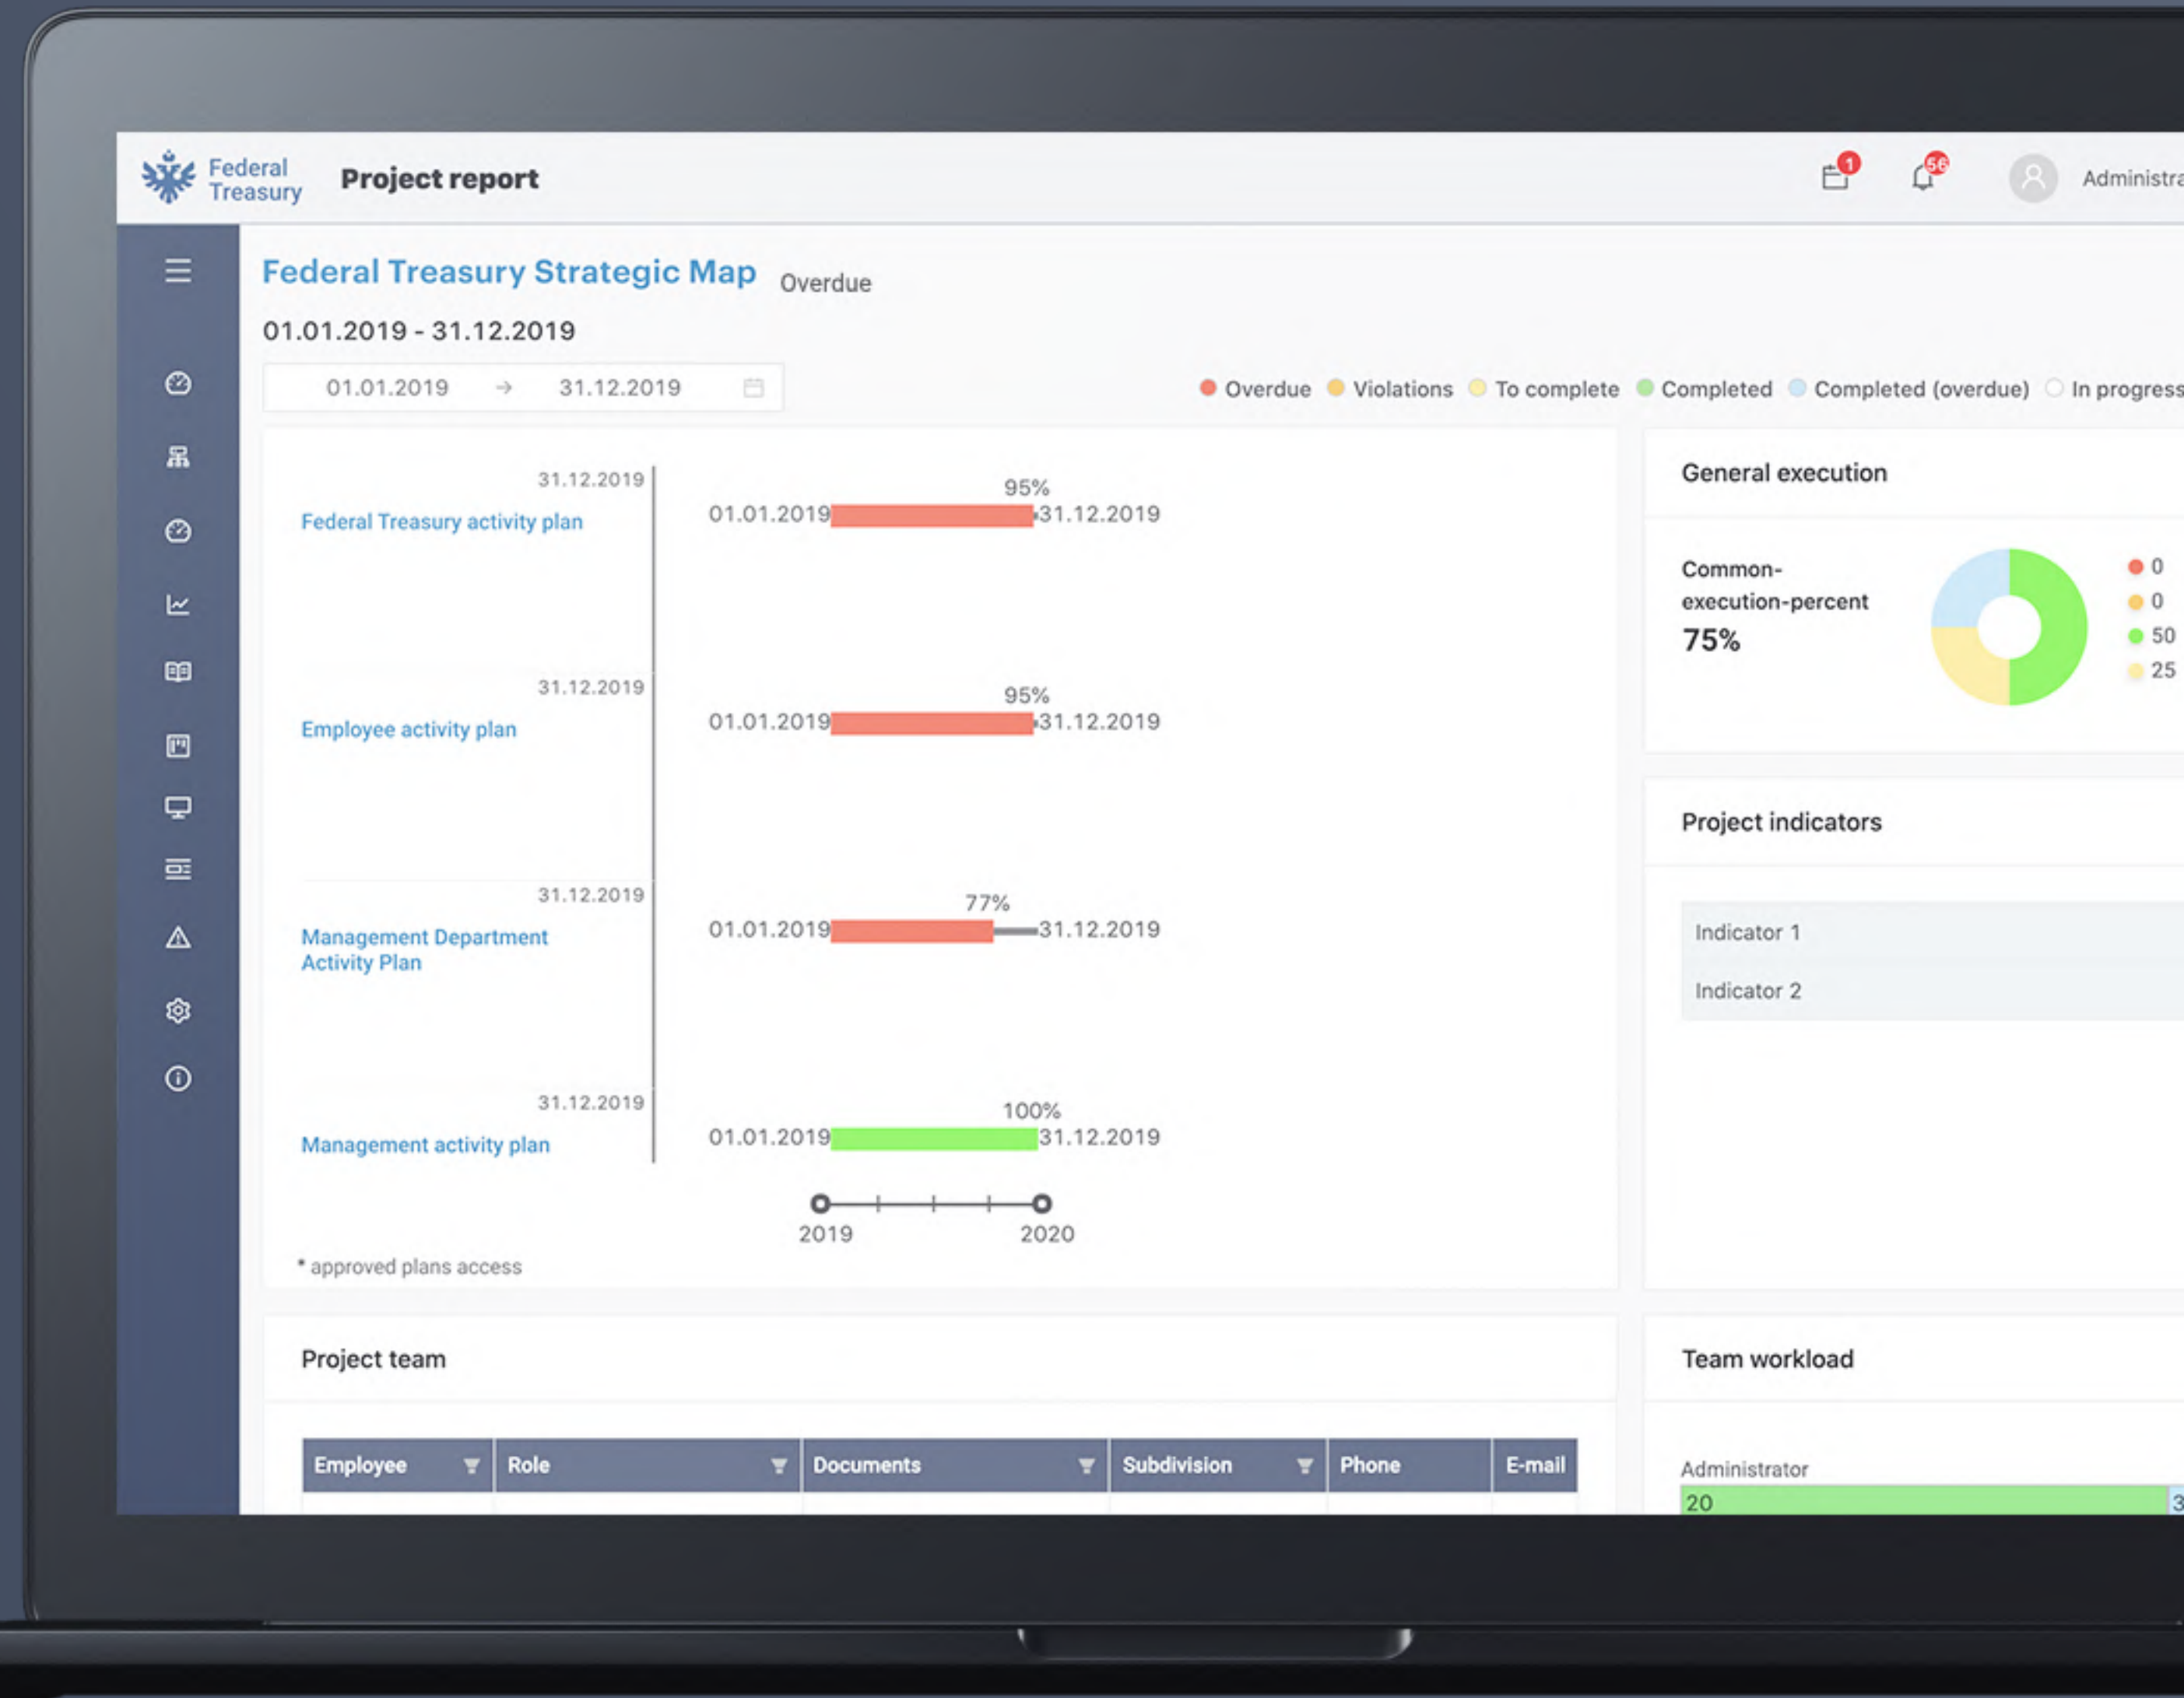 Federal
Treasury
Project report
1
56
Federal Treasury Strategic Map Overdue
01.01.2019 - 31.12.2019
01.01.2019 → 31.12.2019
Overdue Violations To complete Completed Completed (overdue) In progress
31.12.2019
Federal Treasury activity plan
95%
01.01.2019 31.12.2019
31.12.2019
Employee activity plan
95%
01.01.2019 31.12.2019
31.12.2019
Management Department
Activity Plan
77%
01.01.2019 31.12.2019
31.12.2019
Management activity plan
100%
01.01.2019 31.12.2019
2019 2020
* approved plans access
General execution
Common-
execution-percent
75%
0
0
50
25
Project indicators
Indicator 1
Indicator 2
Project team
Employee Role Documents Subdivision Phone E-mail
Team workload
Administrator
20 3